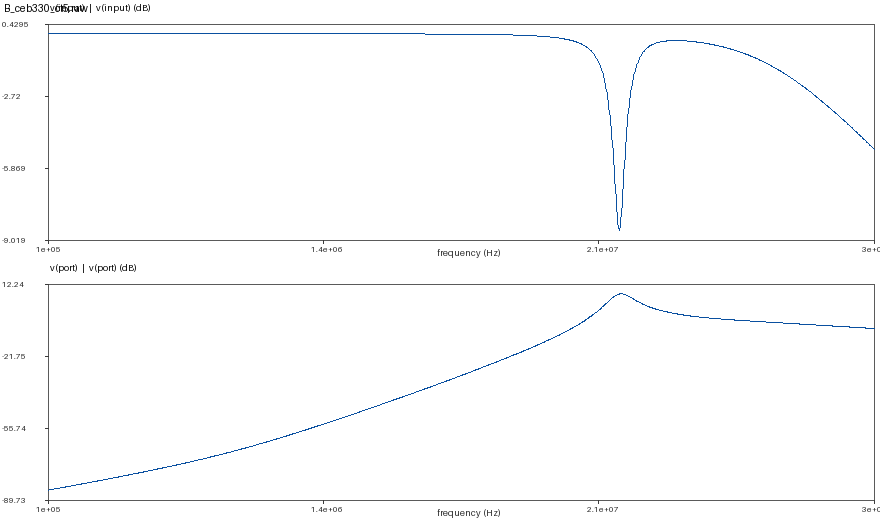 | v(input) (dB)
0.4295
-2.72
-5.869
-9.019
1e+05
1.4e+06
2.1e+07
3e+0
frequency (Hz)
v(port) | v(port) (dB)
12.24
-21.75
-55.74
-89.73
1e+05
1.4e+06
2.1e+07
3e+0
frequency (Hz)